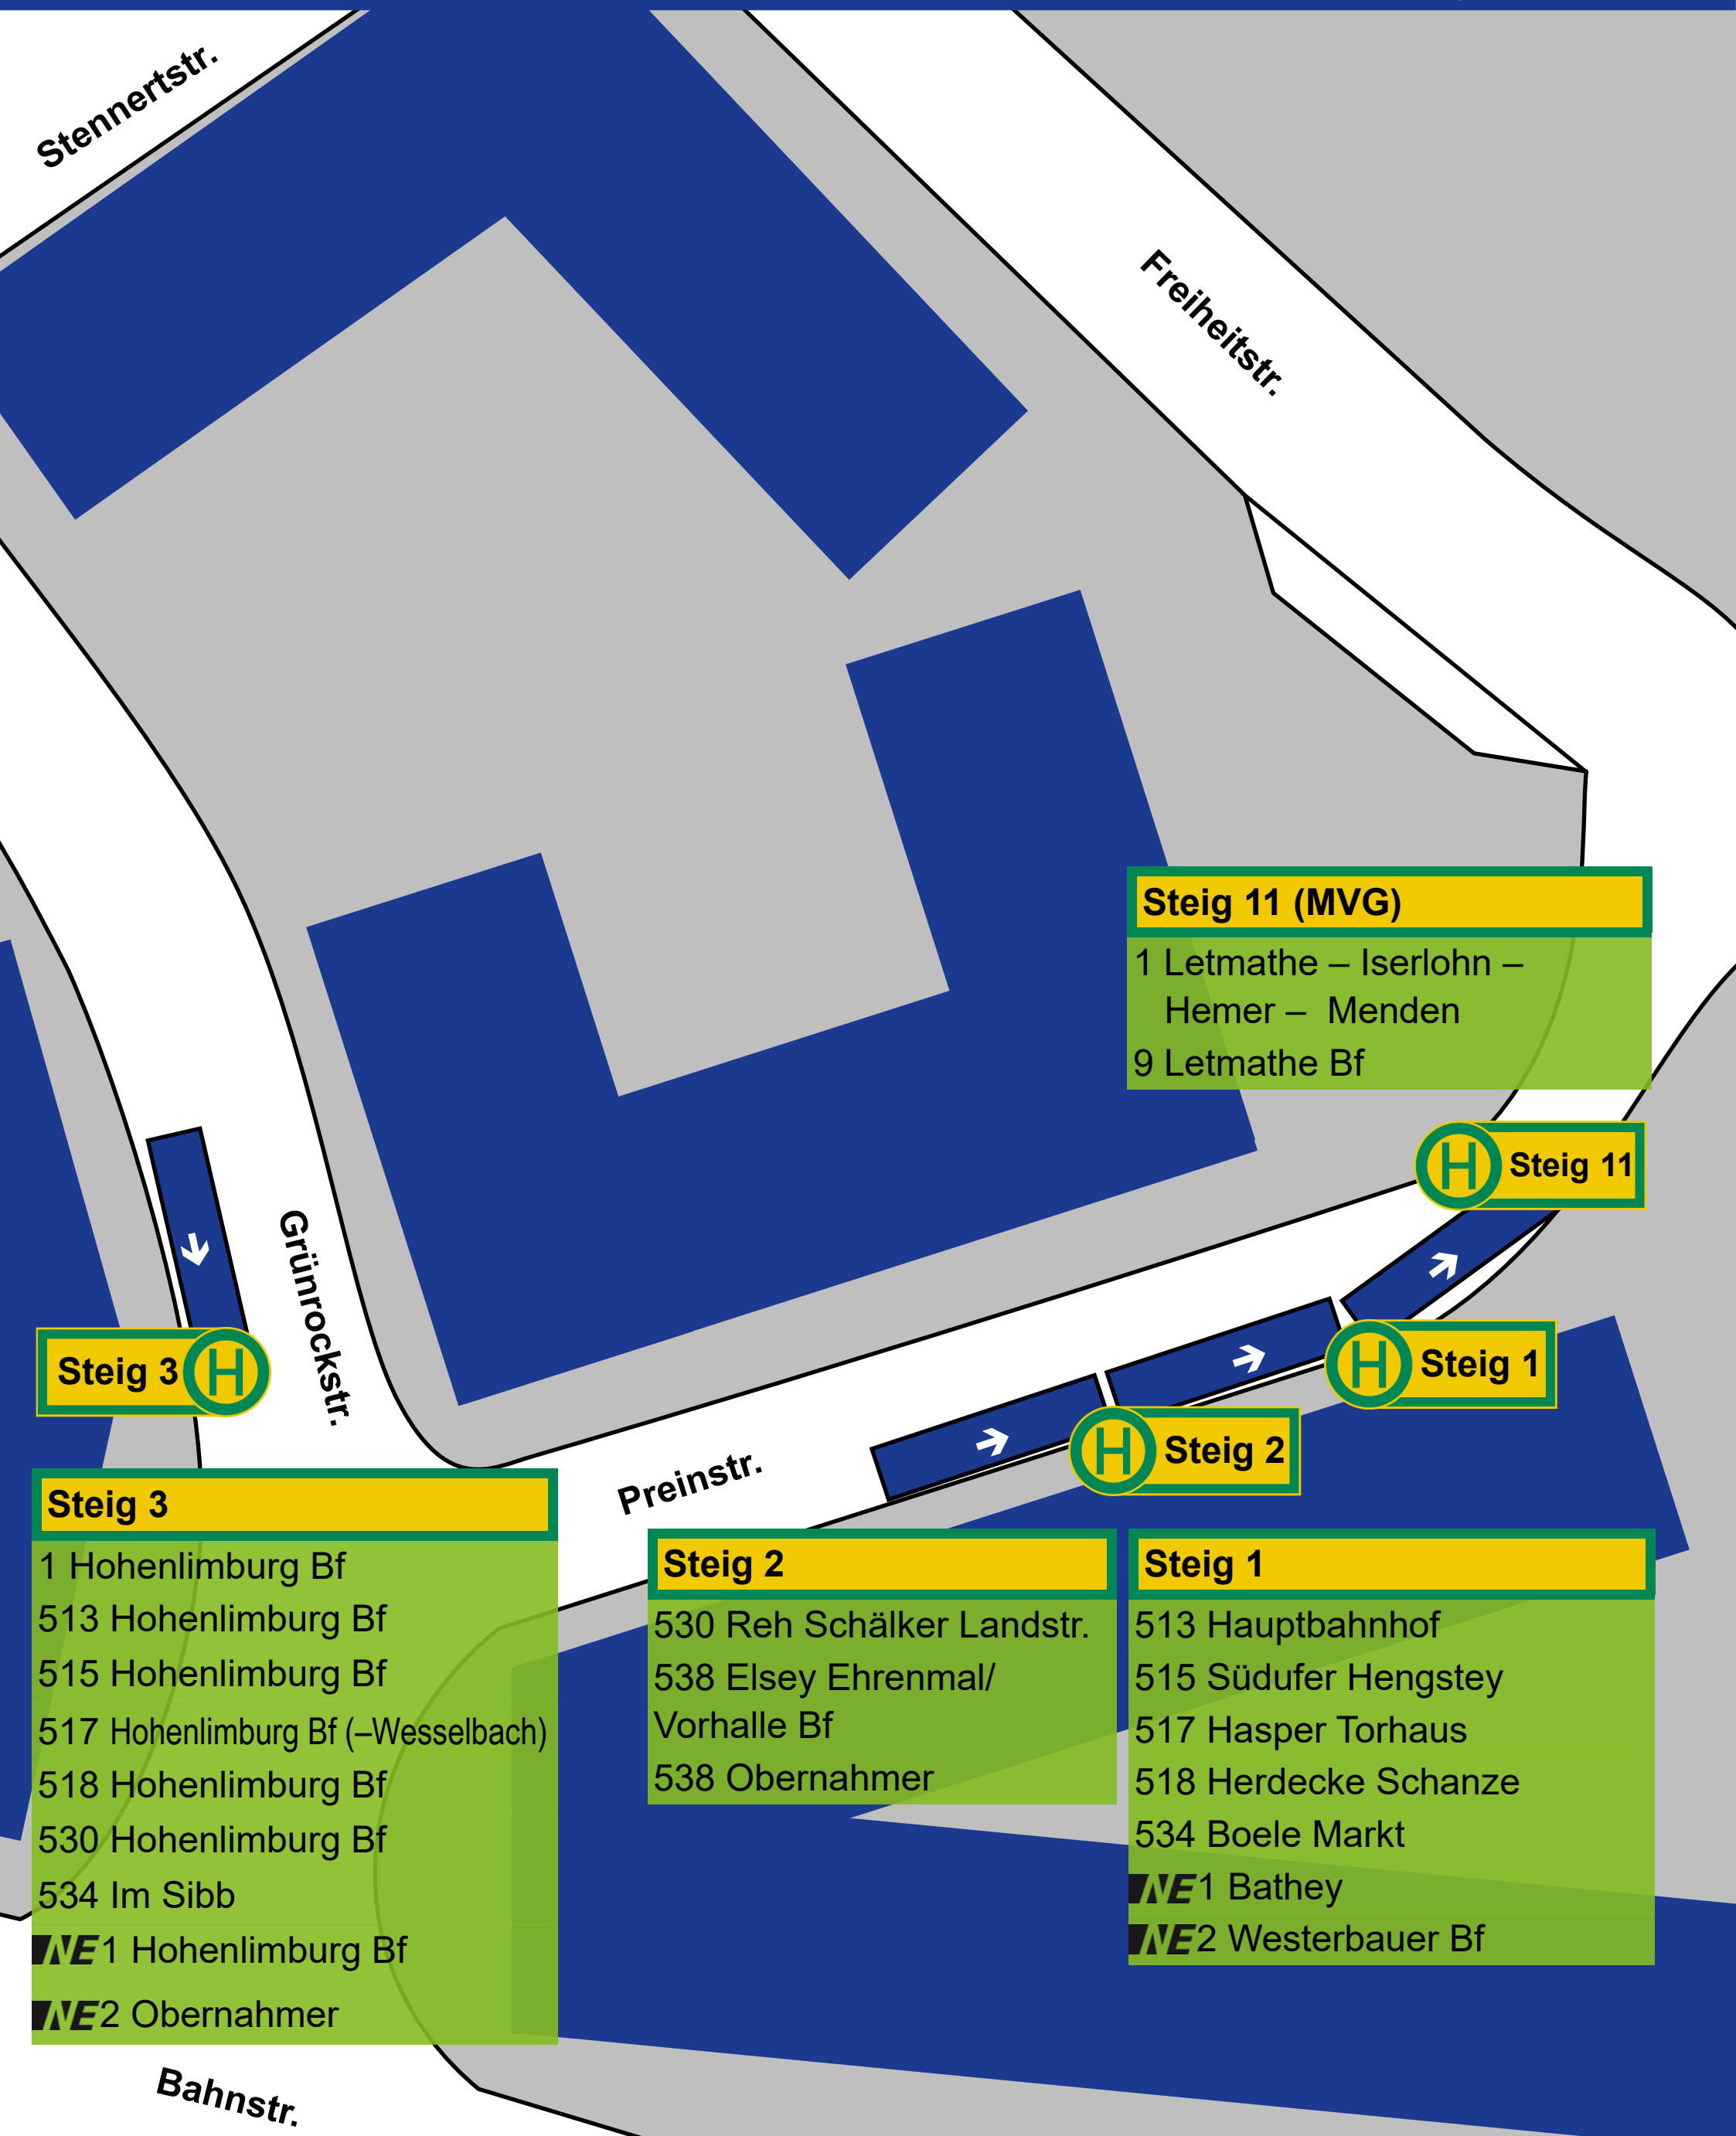 Stennertstr.
Freiheitstr.
Steig 11 (MVG)
1 Letmathe – Iserlohn –
Hemer – Menden
9 Letmathe Bf
H Steig 11
Grünrockstr.
Steig 3 H
H Steig 1
H Steig 2
Preinstr.
Steig 3
1 Hohenlimburg Bf
513 Hohenlimburg Bf
515 Hohenlimburg Bf
517 Hohenlimburg Bf (–Wesselbach)
518 Hohenlimburg Bf
530 Hohenlimburg Bf
534 Im Sibb
NE1 Hohenlimburg Bf
NE2 Obernahmer
Steig 2
530 Reh Schälker Landstr.
538 Elsey Ehrenmal/
Vorhalle Bf
538 Obernahmer
Steig 1
513 Hauptbahnhof
515 Südufer Hengstey
517 Hasper Torhaus
518 Herdecke Schanze
534 Boele Markt
NE1 Bathey
NE2 Westerbauer Bf
Bahnstr.